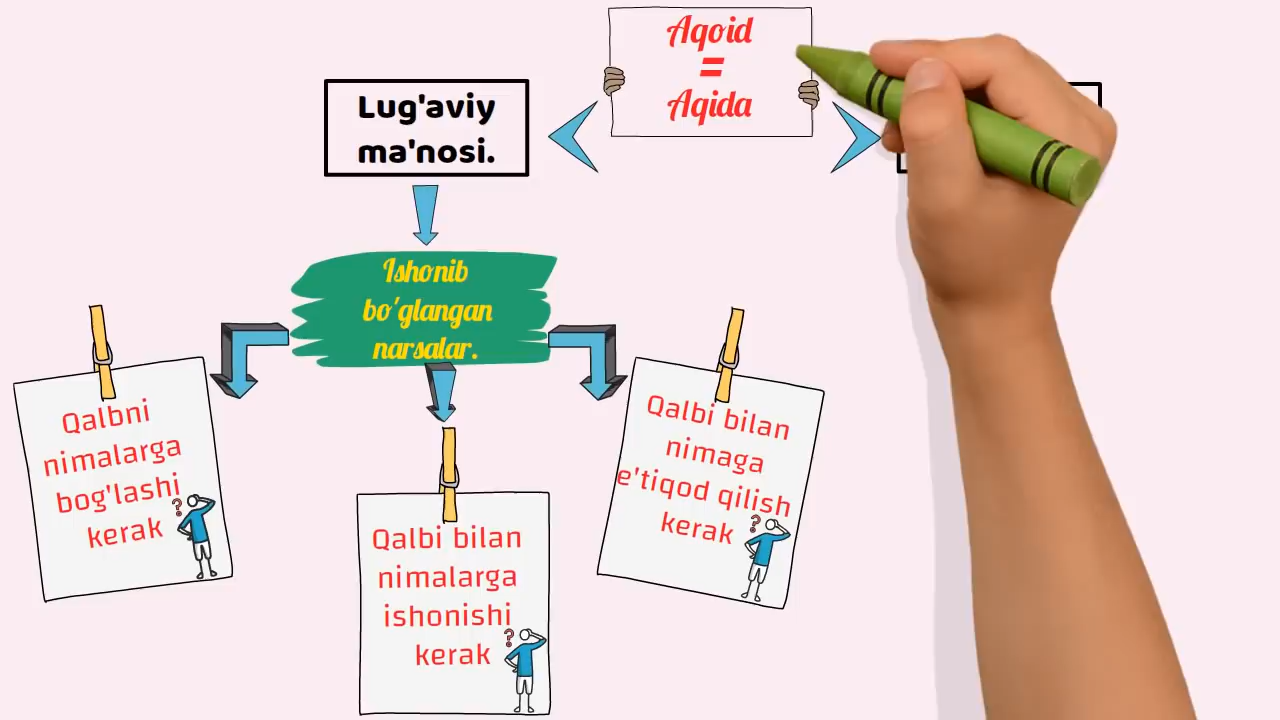 Aqoid
=
Aqida
Lug'aviy
ma'nosi.
Ishonib
bo'glangan
narsalar.
Qalbni
nimalarga
bog'lashi
kerak
?
Qalbi bilan
nimalarga
ishonishi
kerak
?
Qalbi bilan
nimaga
e'tiqod qilish
kerak
?